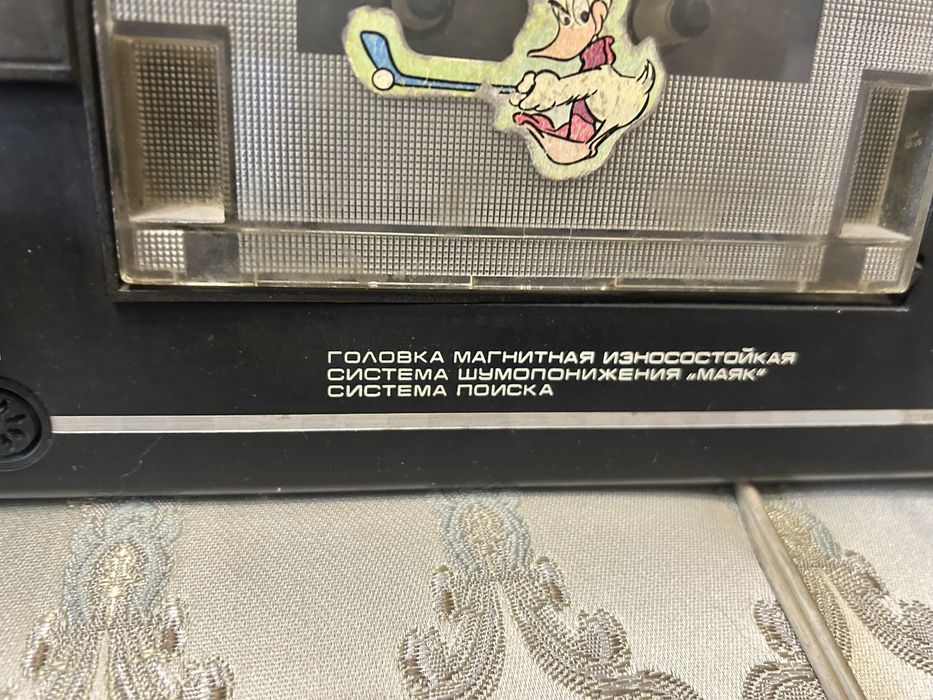 ГОЛОВКА МАГНИТНАЯ ИЗНОСОСТОЙКАЯ
СИСТЕМА ШУМОПОНИЖЕНИЯ „МАЯК“
СИСТЕМА ПОИСКА